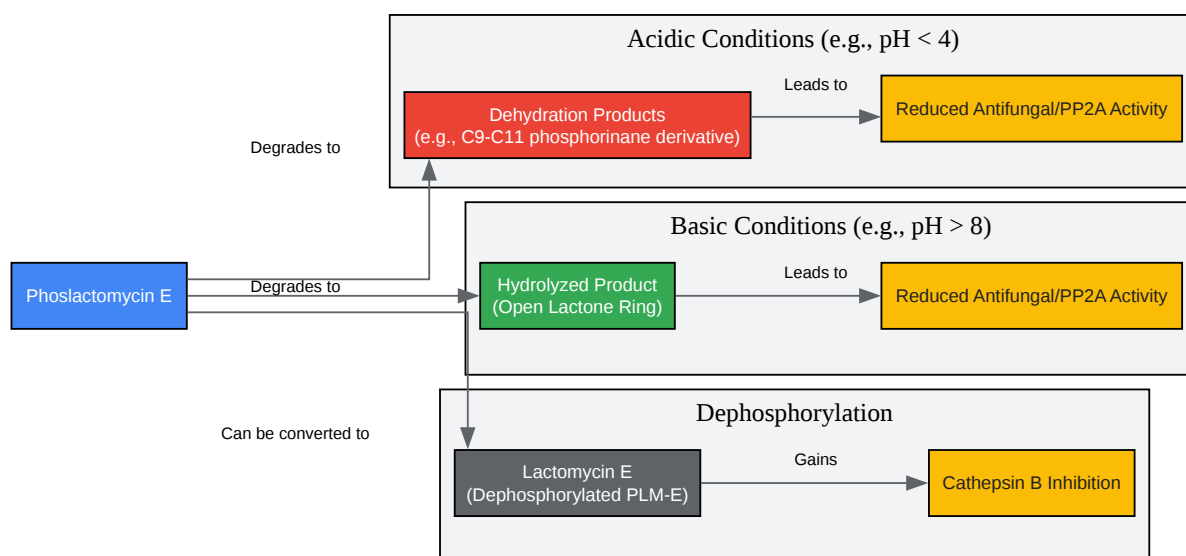 Acidic Conditions (e.g., pH < 4)
Leads to
Dehydration Products
(e.g., C9-C11 phosphorinane derivative)
Reduced Antifungal/PP2A Activity
Degrades to
Basic Conditions (e.g., pH > 8)
Phoslactomycin E
Degrades to
Hydrolyzed Product
(Open Lactone Ring)
Leads to
Reduced Antifungal/PP2A Activity
Dephosphorylation
Can be converted to
Lactomycin E
(Dephosphorylated PLM-E)
Gains
Cathepsin B Inhibition